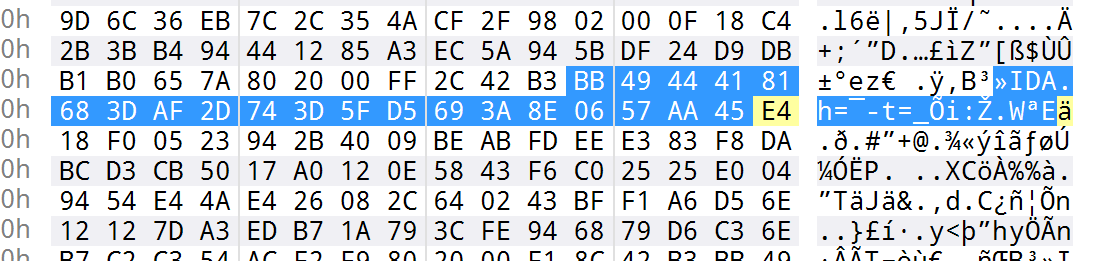 0h 9D 6C 36 EB 7C 2C 35 4A CF 2F 98 02 00 0F 18 C4 .l6ë|,5JÏ/˜....Ä
0h 2B 3B B4 94 44 12 85 A3 EC 5A 94 5B DF 24 D9 DB +;´”D.…£ìZ”[ß$ÙÛ
0h B1 B0 65 7A 80 20 00 FF 2C 42 B3 BB 49 44 41 81 ±°ez€ .ÿ,B³»IDA.
0h 68 3D AF 2D 74 3D 5F D5 69 3A 8E 06 57 AA 45 E4 h=¯-t=_Õi:Ž.WªEä
0h 18 F0 05 23 94 2B 40 09 BE AB FD EE E3 83 F8 DA .ð.#”+@.¾«ýîãƒøÚ
0h BC D3 CB 50 17 A0 12 0E 58 43 F6 C0 25 25 E0 04 ¼ÓËP. ..XCöÀ%%à.
0h 94 54 E4 4A E4 26 08 2C 64 02 43 BF F1 A6 D5 6E ”TäJä&.,d.C¿ñ¦Õn
0h 12 12 7D A3 ED B7 1A 79 3C FE 94 68 79 D6 C3 6E ..}£í·.y<þ”hyÖÃn